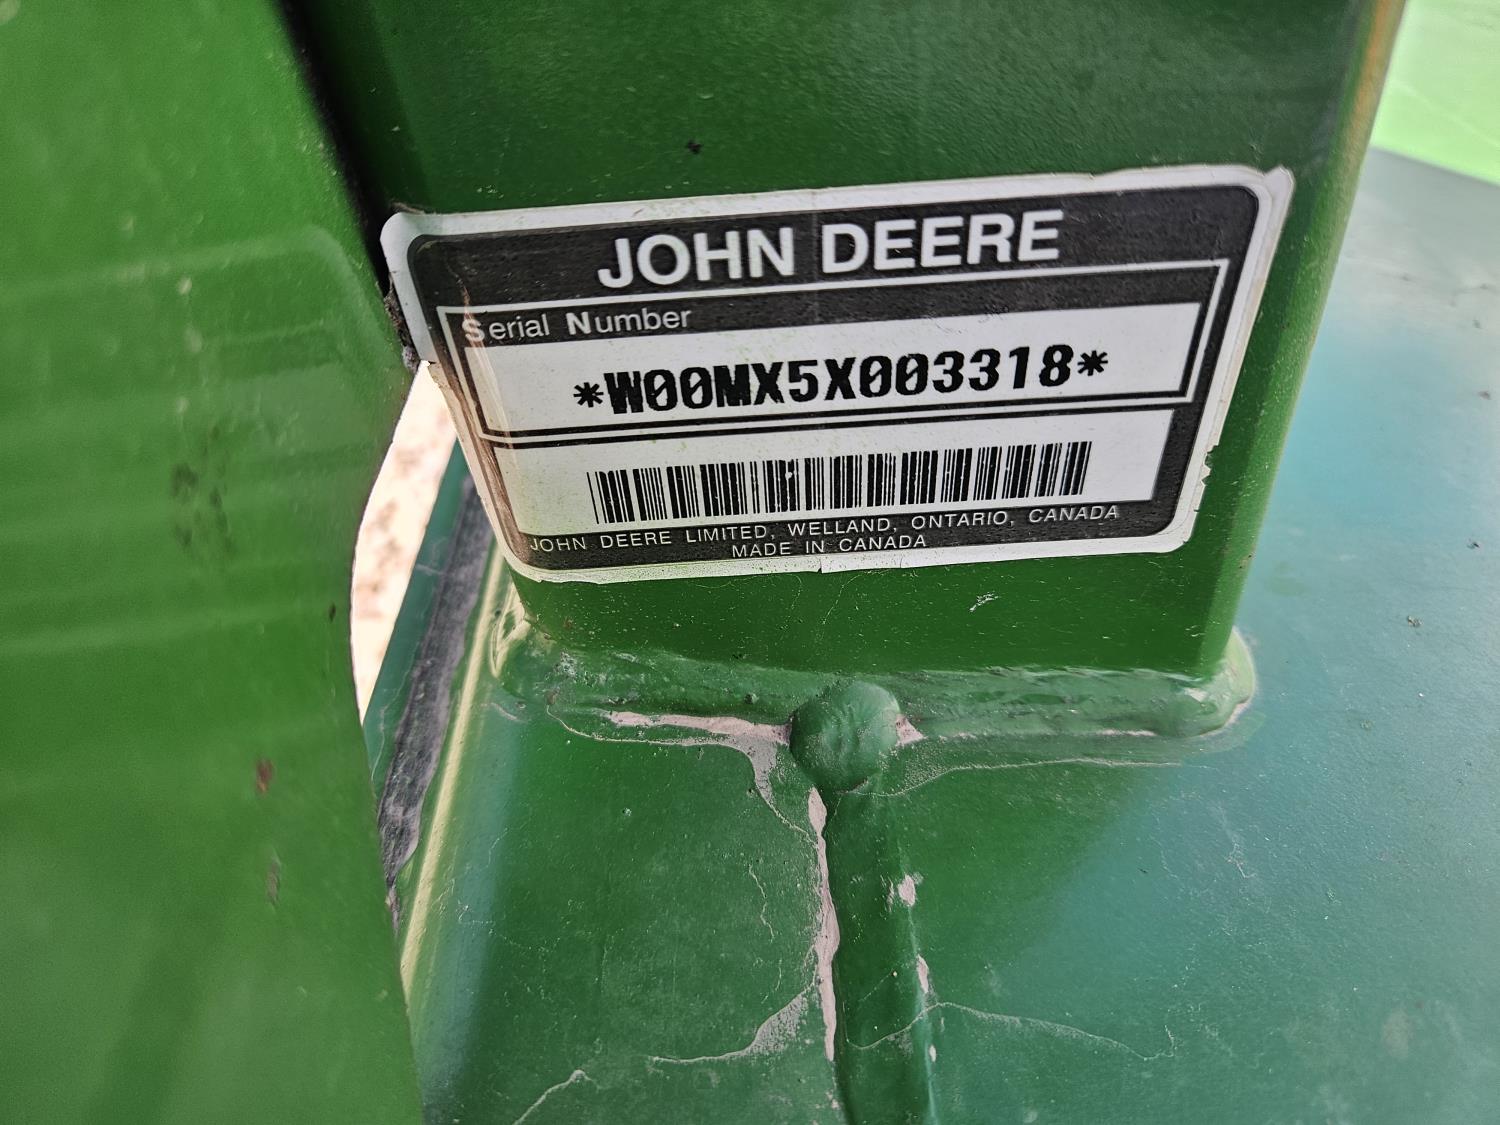 JOHN DEERE
Serial Number
*W00MX5X003318*
JOHN DEERE LIMITED, WELLAND, ONTARIO, CANADA
MADE IN CANADA